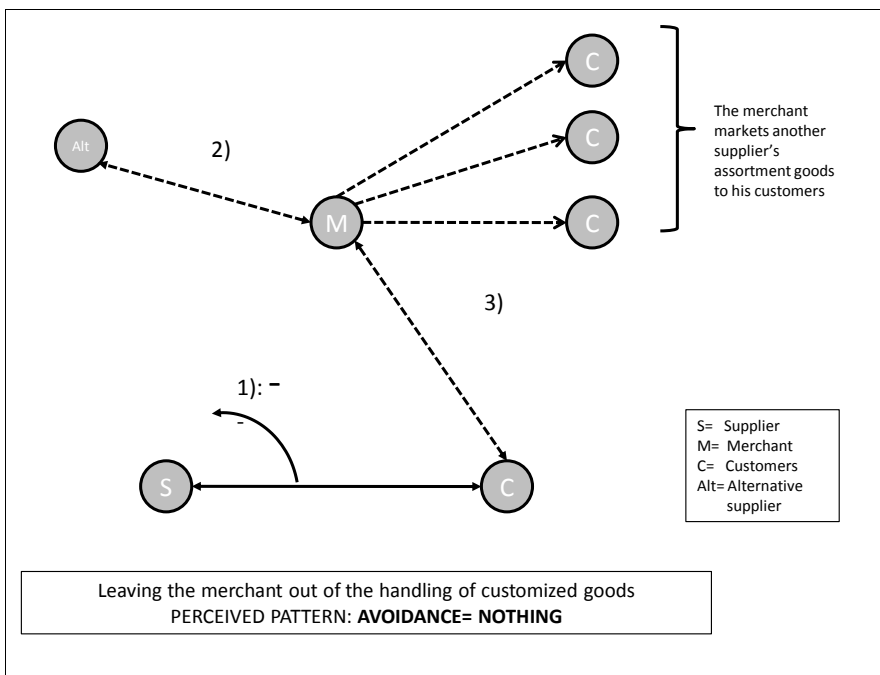 C
C
C
The merchant
markets another
supplier's
assortment goods
to his customers
Alt
2)
M
3)
1): –
-
S
C
S= Supplier
M= Merchant
C= Customers
Alt= Alternative
supplier
Leaving the merchant out of the handling of customized goods
PERCEIVED PATTERN: AVOIDANCE= NOTHING